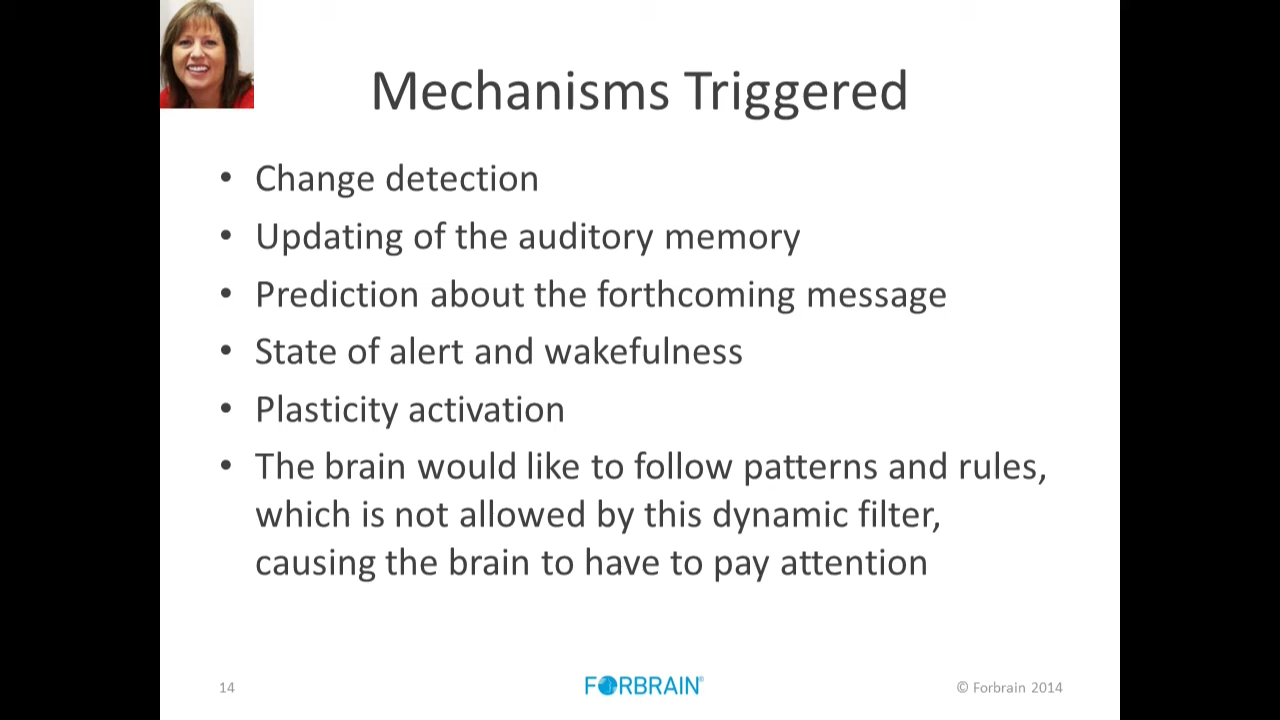 Mechanisms Triggered
• Change detection
• Updating of the auditory memory
• Prediction about the forthcoming message
• State of alert and wakefulness
• Plasticity activation
• The brain would like to follow patterns and rules,
which is not allowed by this dynamic filter,
causing the brain to have to pay attention
14
FORBRAIN®
© Forbrain 2014